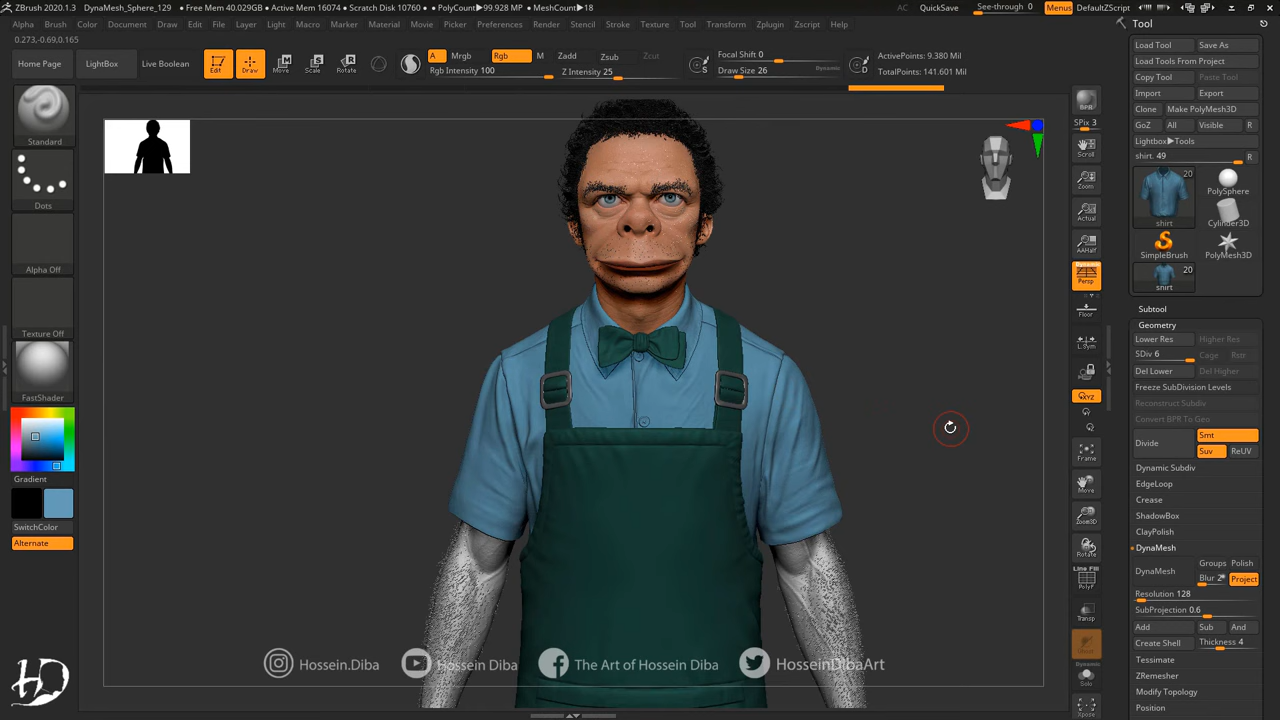 ZBrush 2020.1.3 DynaMesh_Sphere_129 • Free Mem 40.029GB • Active Mem 16074 • Scratch Disk 10760 • PolyCount▶99.928 MP • MeshCount▶18 AC QuickSave See-through 0 Menus DefaultZScript
Alpha Brush Color Document Draw Edit File Layer Light Macro Marker Material Movie Picker Preferences Render Stencil Stroke Texture Tool Transform Zplugin Zscript Help
0.273,-0.69,0.165
Home Page LightBox Live Boolean Edit Draw Move Scale Rotate
A Mrgb Rgb M Zadd Zsub Zcut
Rgb Intensity 100 Z Intensity 25
Focal Shift 0
Draw Size 26 Dynamic
ActivePoints: 9.380 Mil
TotalPoints: 141.601 Mil
Standard
Dots
Alpha Off
Texture Off
FastShader
Gradient
SwitchColor
Alternate
BPR
SPix 3
Scroll
Zoom
Actual
AAHalf
Dynamic
Persp
Floor
L.Sym
XYZ
Frame
Move
Zoom3D
Rotate
Line Fill
PolyF
Transp
Dynamic
Solo
Xpose
Tool
Load Tool Save As
Load Tools From Project
Copy Tool Paste Tool
Import Export
Clone Make PolyMesh3D
GoZ All Visible R
Lightbox▶Tools
shirt. 49 R
20
shirt
PolySphere
Cylinder3D
SimpleBrush
PolyMesh3D
20
shirt
Subtool
Geometry
Lower Res Higher Res
SDiv 6 Cage Rstr
Del Lower Del Higher
Freeze SubDivision Levels
Reconstruct Subdiv
Convert BPR To Geo
Divide Smt
Suv ReUV
Dynamic Subdiv
EdgeLoop
Crease
ShadowBox
ClayPolish
DynaMesh
DynaMesh Groups Polish
Blur 2 Project
Resolution 128
SubProjection 0.6
Add Sub And
Create Shell Thickness 4
Tessimate
ZRemesher
Modify Topology
Position
HD
Hossein.Diba Hossein Diba The Art of Hossein Diba HosseinDibaArt